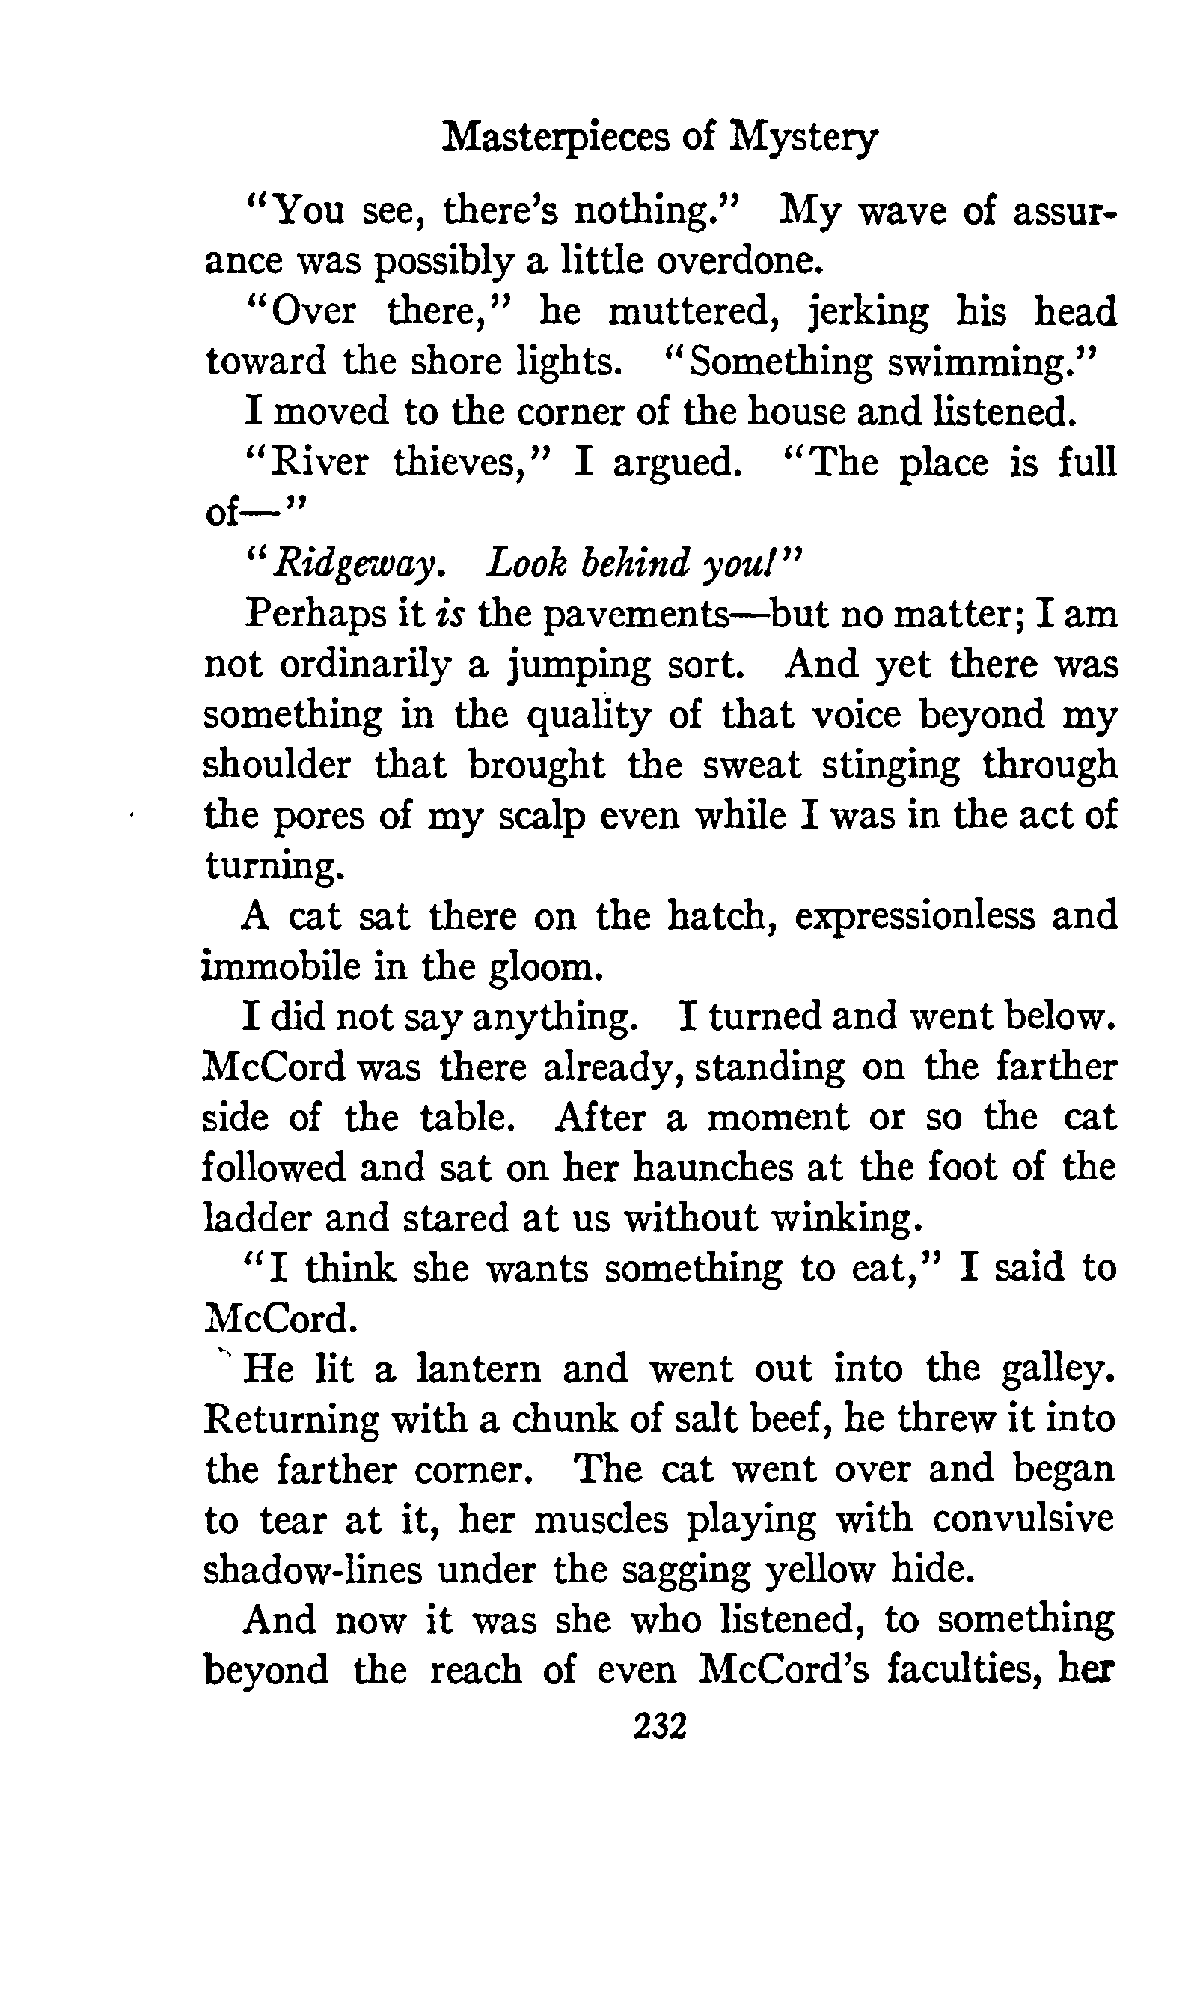 Masterpieces of Mystery
"You see, there's nothing." My wave of assur-
ance was possibly a little overdone.
"Over there," he muttered, jerking his head
toward the shore lights. "Something swimming."
I moved to the corner of the house and listened.
"River thieves," I argued. "The place is full
of—"
"Ridgeway. Look behind you!"
Perhaps it is the pavements—but no matter; I am
not ordinarily a jumping sort. And yet there was
something in the quality of that voice beyond my
shoulder that brought the sweat stinging through
the pores of my scalp even while I was in the act of
turning.
A cat sat there on the hatch, expressionless and
immobile in the gloom.
I did not say anything. I turned and went below.
McCord was there already, standing on the farther
side of the table. After a moment or so the cat
followed and sat on her haunches at the foot of the
ladder and stared at us without winking.
"I think she wants something to eat," I said to
McCord.
He lit a lantern and went out into the galley.
Returning with a chunk of salt beef, he threw it into
the farther corner. The cat went over and began
to tear at it, her muscles playing with convulsive
shadow-lines under the sagging yellow hide.
And now it was she who listened, to something
beyond the reach of even McCord's faculties, her
232